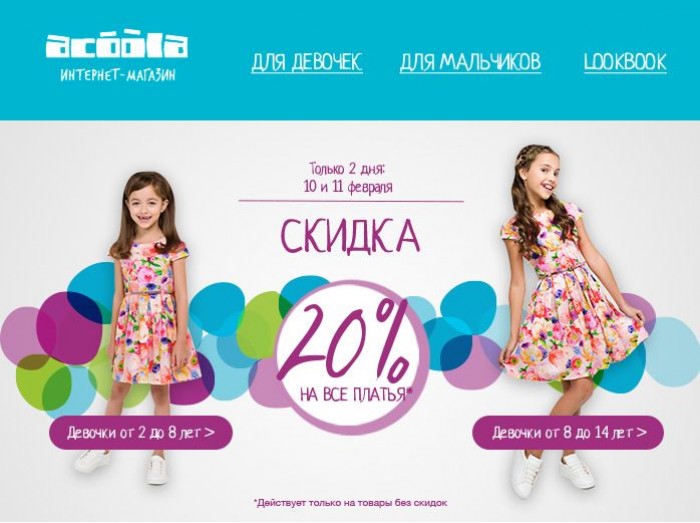 acoola
ИНТЕРНЕТ-МАГАЗИН
ДЛЯ ДЕВОЧЕК
ДЛЯ МАЛЬЧИКОВ
LOOKBOOK
Только 2 дня:
10 и 11 февраля
СКИДКА
20%
НА ВСЕ ПЛАТЬЯ*
Девочки от 2 до 8 лет >
Девочки от 8 до 14 лет >
*Действует только на товары без скидок